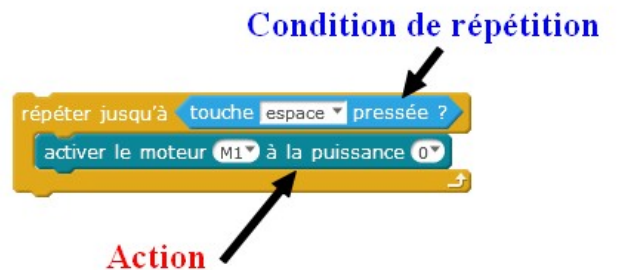 Condition de répétition
répéter jusqu'à touche espace pressée ?
activer le moteur M1 à la puissance 0
Action